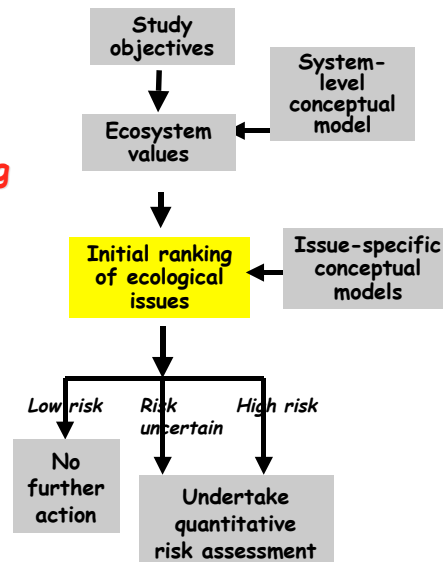 Study
objectives
System-
level
conceptual
model
Ecosystem
values
g
Initial ranking
of ecological
issues
Issue-specific
conceptual
models
Low risk
Risk
uncertain
High risk
No
further
action
Undertake
quantitative
risk assessment